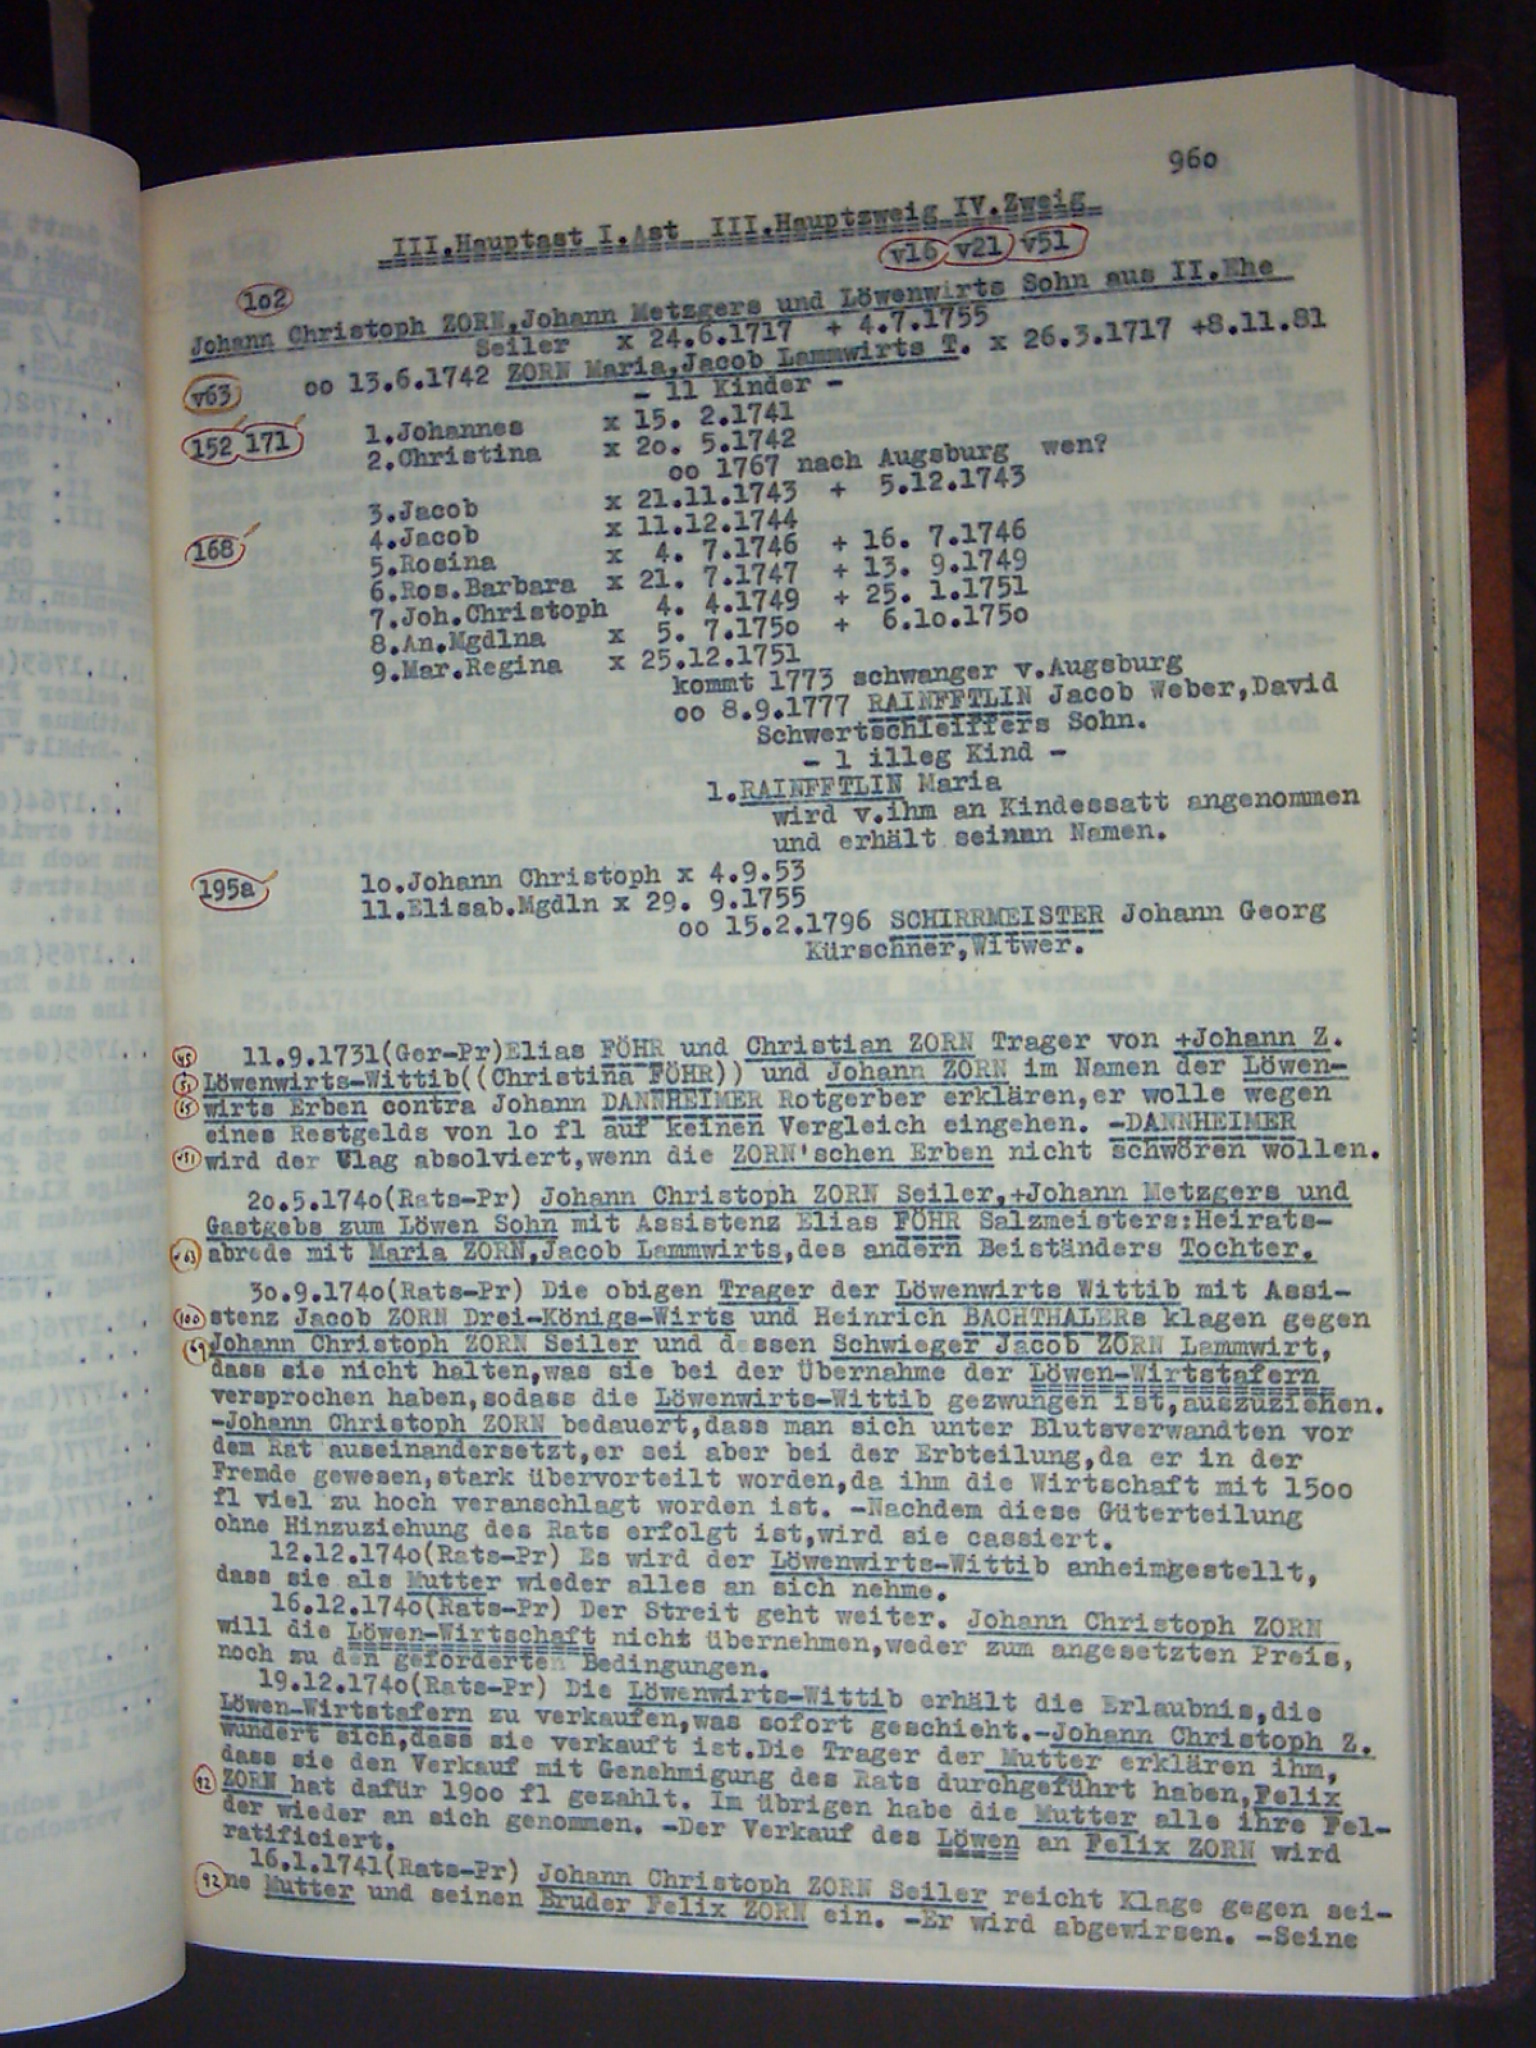 960
III.Hauptast I.Ast III.Hauptzweig IV.Zweig
v16 v21 v51
1o2
Johann Christoph ZORN,Johann Metzgers und Löwenwirts Sohn aus II.Ehe
Seiler x 24.6.1717 + 4.7.1755
v63 oo 13.6.1742 ZORN Maria,Jacob Lammwirts T. x 26.3.1717 +8.11.81
- 11 Kinder -
152 171 1.Johannes x 15. 2.1741
2.Christina x 2o. 5.1742
oo 1767 nach Augsburg wen?
3.Jacob x 21.11.1743 + 5.12.1743
168 4.Jacob x 11.12.1744
5.Rosina x 4. 7.1746 + 16. 7.1746
6.Ros.Barbara x 21. 7.1747 + 13. 9.1749
7.Joh.Christoph 4. 4.1749 + 25. 1.1751
8.An.Mgdlna x 5. 7.175o + 6.1o.175o
9.Mar.Regina x 25.12.1751
kommt 1773 schwanger v.Augsburg
oo 8.9.1777 RAINFFTLIN Jacob Weber,David
Schwertschleiffers Sohn.
- 1 illeg Kind -
1.RAINFFTLIN Maria
wird v.ihm an Kindessatt angenommen
und erhält seinan Namen.
195a 1o.Johann Christoph x 4.9.53
11.Elisab.Mgdln x 29. 9.1755
oo 15.2.1796 SCHIRRMEISTER Johann Georg
Kürschner,Witwer.
45 11.9.1731(Ger-Pr)Elias FÖHR und Christian ZORN Trager von +Johann Z.
51 Löwenwirts-Wittib((Christina FÖHR)) und Johann ZORN im Namen der Löwen-
65 wirts Erben contra Johann DANNHEIMER Rotgerber erklären,er wolle wegen
eines Restgelds von 1o fl auf keinen Vergleich eingehen. -DANNHEIMER
v51 wird der Ulag absolviert,wenn die ZORN'schen Erben nicht schwören wollen.
2o.5.174o(Rats-Pr) Johann Christoph ZORN Seiler,+Johann Metzgers und
Gastgebs zum Löwen Sohn mit Assistenz Elias FÖHR Salzmeisters:Heirats-
v63 abrede mit Maria ZORN,Jacob Lammwirts,des andern Beiständers Tochter.
3o.9.174o(Rats-Pr) Die obigen Trager der Löwenwirts Wittib mit Assi-
100 stenz Jacob ZORN Drei-Königs-Wirts und Heinrich BACHTHALERs klagen gegen
Johann Christoph ZORN Seiler und dessen Schwieger Jacob ZORN Lammwirt,
dass sie nicht halten,was sie bei der Übernahme der Löwen-Wirtstafern
versprochen haben,sodass die Löwenwirts-Wittib gezwungen ist,auszuziehen.
-Johann Christoph ZORN bedauert,dass man sich unter Blutsverwandten vor
dem Rat auseinandersetzt,er sei aber bei der Erbteilung,da er in der
Fremde gewesen,stark übervorteilt worden,da ihm die Wirtschaft mit 15oo
fl viel zu hoch veranschlagt worden ist. -Nachdem diese Güterteilung
ohne Hinzuziehung des Rats erfolgt ist,wird sie cassiert.
12.12.174o(Rats-Pr) Es wird der Löwenwirts-Wittib anheimgestellt,
dass sie als Mutter wieder alles an sich nehme.
16.12.174o(Rats-Pr) Der Streit geht weiter. Johann Christoph ZORN
will die Löwen-Wirtschaft nicht übernehmen,weder zum angesetzten Preis,
noch zu den geforderten Bedingungen.
19.12.174o(Rats-Pr) Die Löwenwirts-Wittib erhält die Erlaubnis,die
Löwen-Wirtstafern zu verkaufen,was sofort geschieht.-Johann Christoph Z.
wundert sich,dass sie verkauft ist.Die Trager der Mutter erklären ihm,
dass sie den Verkauf mit Genehmigung des Rats durchgeführt haben,Felix
92 ZORN hat dafür 19oo fl gezahlt. Im übrigen habe die Mutter alle ihre Fel-
der wieder an sich genommen. -Der Verkauf des Löwen an Felix ZORN wird
ratificiert.
16.1.1741(Rats-Pr) Johann Christoph ZORN Seiler reicht Klage gegen sei-
92 ne Mutter und seinen Bruder Felix ZORN ein. -Er wird abgewirsen. -Seine